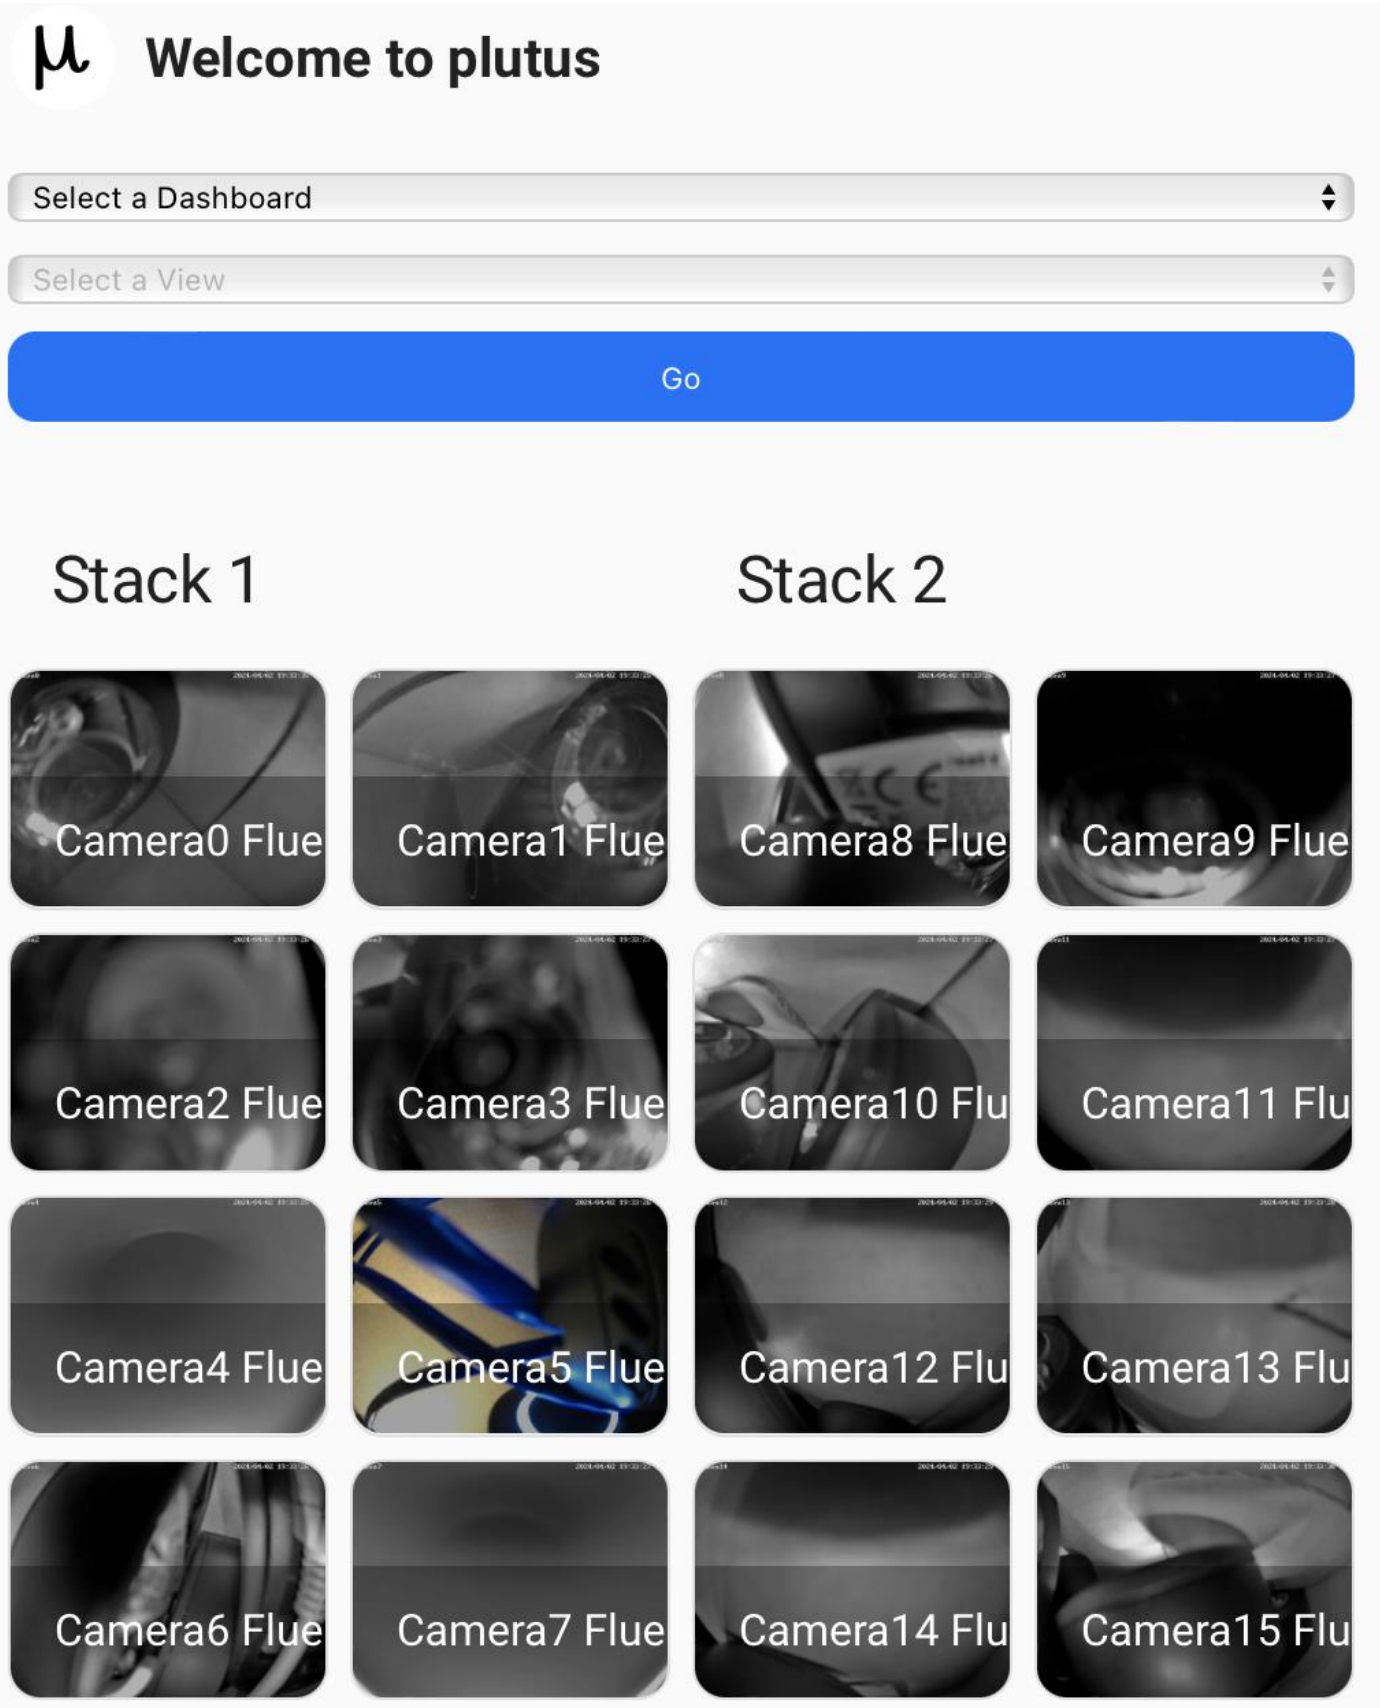 μ Welcome to plutus
Select a Dashboard
Select a View
Go
Stack 1
Stack 2
Camera0 Flue
Camera1 Flue
Camera8 Flue
Camera9 Flue
CE
Camera2 Flue
Camera3 Flue
Camera10 Flu
Camera11 Flu
Camera4 Flue
Camera5 Flue
Camera12 Flu
Camera13 Flu
Camera6 Flue
Camera7 Flue
Camera14 Flu
Camera15 Flu